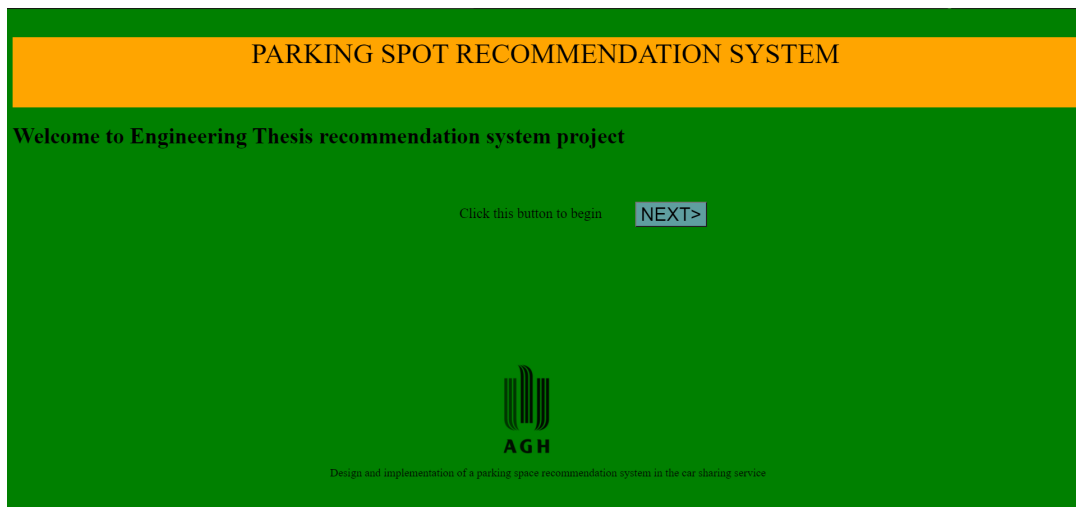 PARKING SPOT RECOMMENDATION SYSTEM
Welcome to Engineering Thesis recommendation system project
Click this button to begin NEXT>
AGH
Design and implementation of a parking space recommendation system in the car sharing service